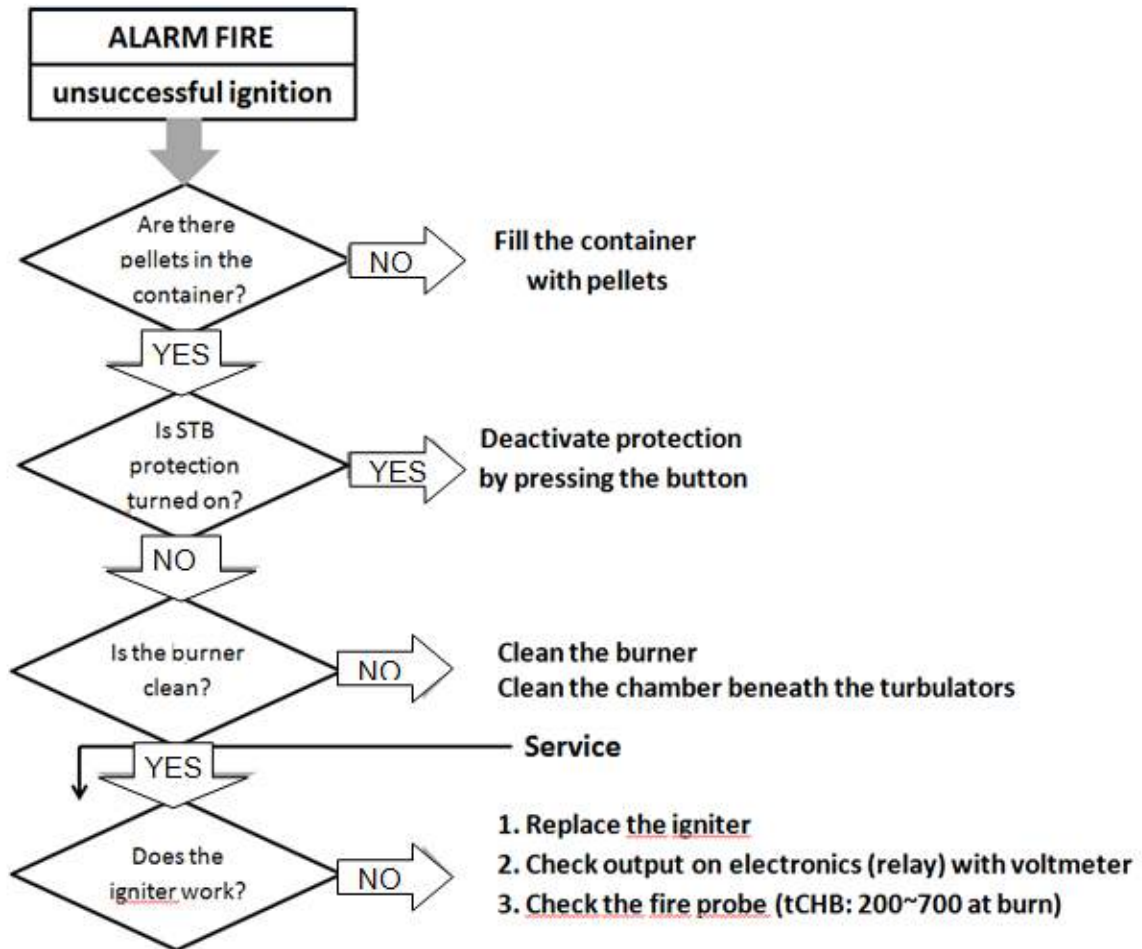 ALARM FIRE
unsuccessful ignition
Are there
pellets in the
container?
NO
Fill the container
with pellets
YES
Is STB
protection
turned on?
YES
Deactivate protection
by pressing the button
NO
Is the burner
clean?
NO
Clean the burner
Clean the chamber beneath the turbulators
Service
YES
Does the
igniter work?
NO
1. Replace the igniter
2. Check output on electronics (relay) with voltmeter
3. Check the fire probe (tCHB: 200~700 at burn)